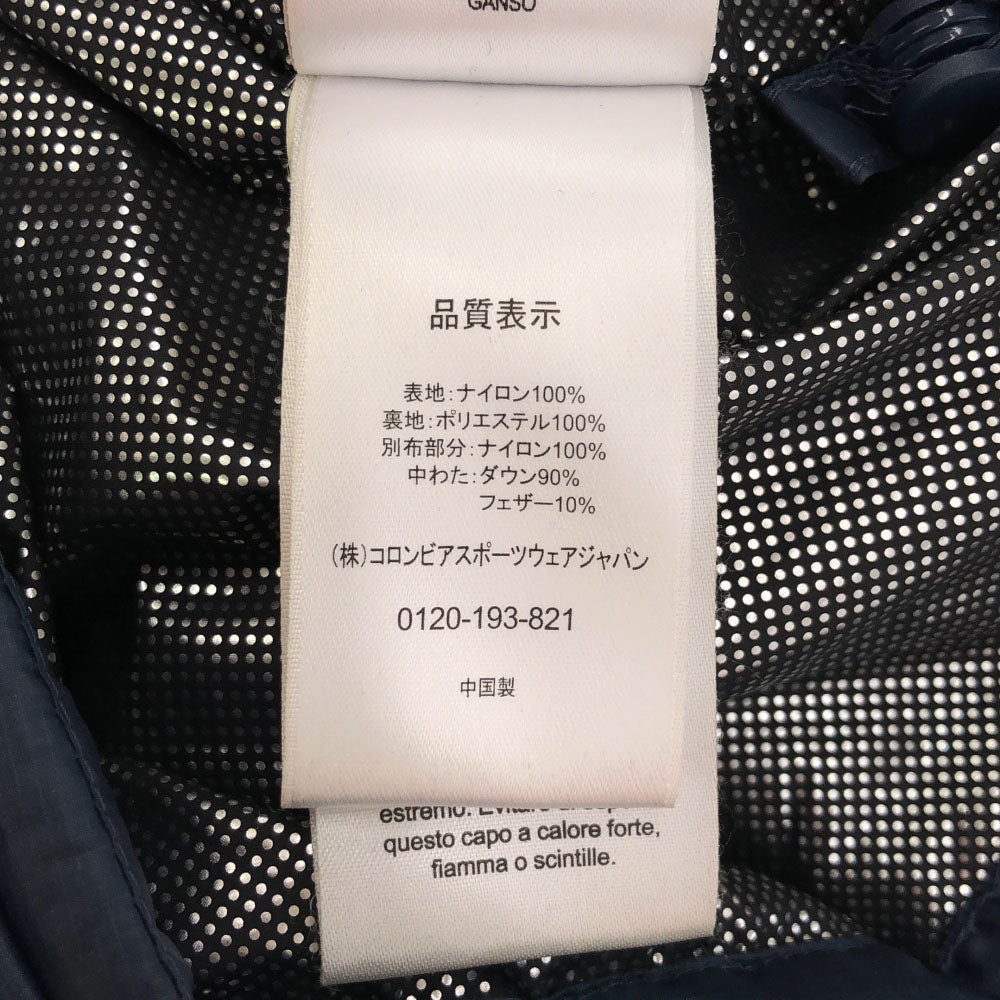 GANSO
品質表示
表地:ナイロン100%
裏地:ポリエステル100%
別布部分:ナイロン100%
中わた:ダウン90%
フェザー10%
(株)コロンビアスポーツウェアジャパン
0120-193-821
中国製
estremo.
questo capo a calore forte,
fiamma o scintille.